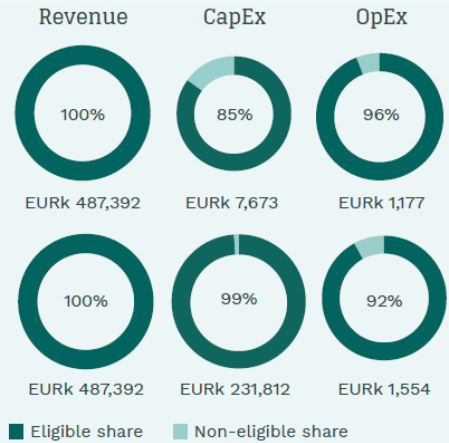 Revenue CapEx OpEx
100% 85% 96%
EURk 487,392 EURk 7,673 EURk 1,177
100% 99% 92%
EURk 487,392 EURk 231,812 EURk 1,554
Eligible share Non-eligible share